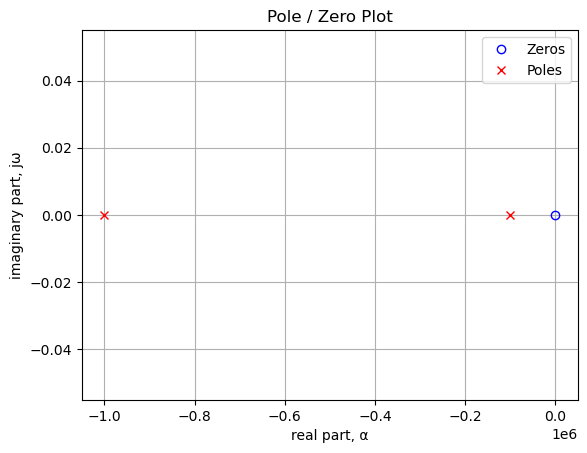 Pole / Zero Plot
Zeros
Poles
imaginary part, jω
0.04
0.02
0.00
−0.02
−0.04
−1.0 −0.8 −0.6 −0.4 −0.2 0.0
1e6
real part, α